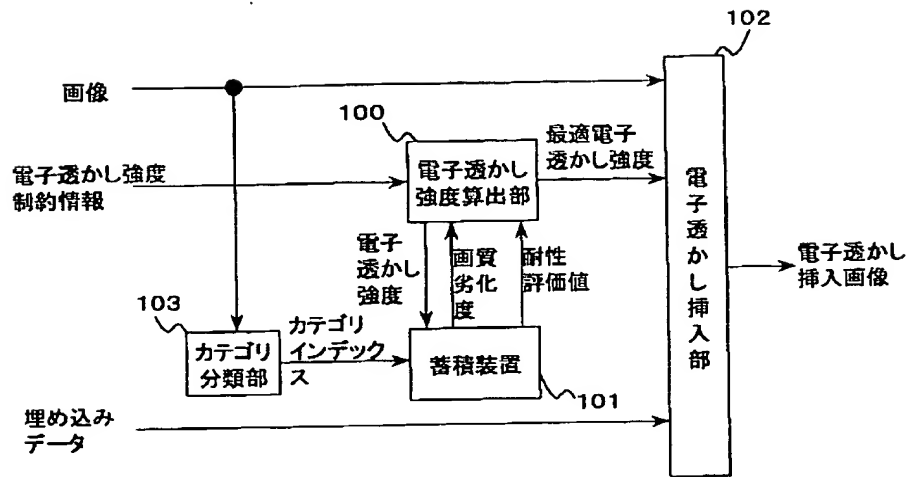 102
画像
100
電子透かし
強度算出部
最適電子
透かし強度
電子透かし強度
制約情報
電子透かし挿入部
電子
透かし
強度
画質
劣化
度
耐性
評価値
電子透かし
挿入画像
103
カテゴリ
分類部
カテゴリ
インデック
ス
蓄積装置
101
埋め込み
データ